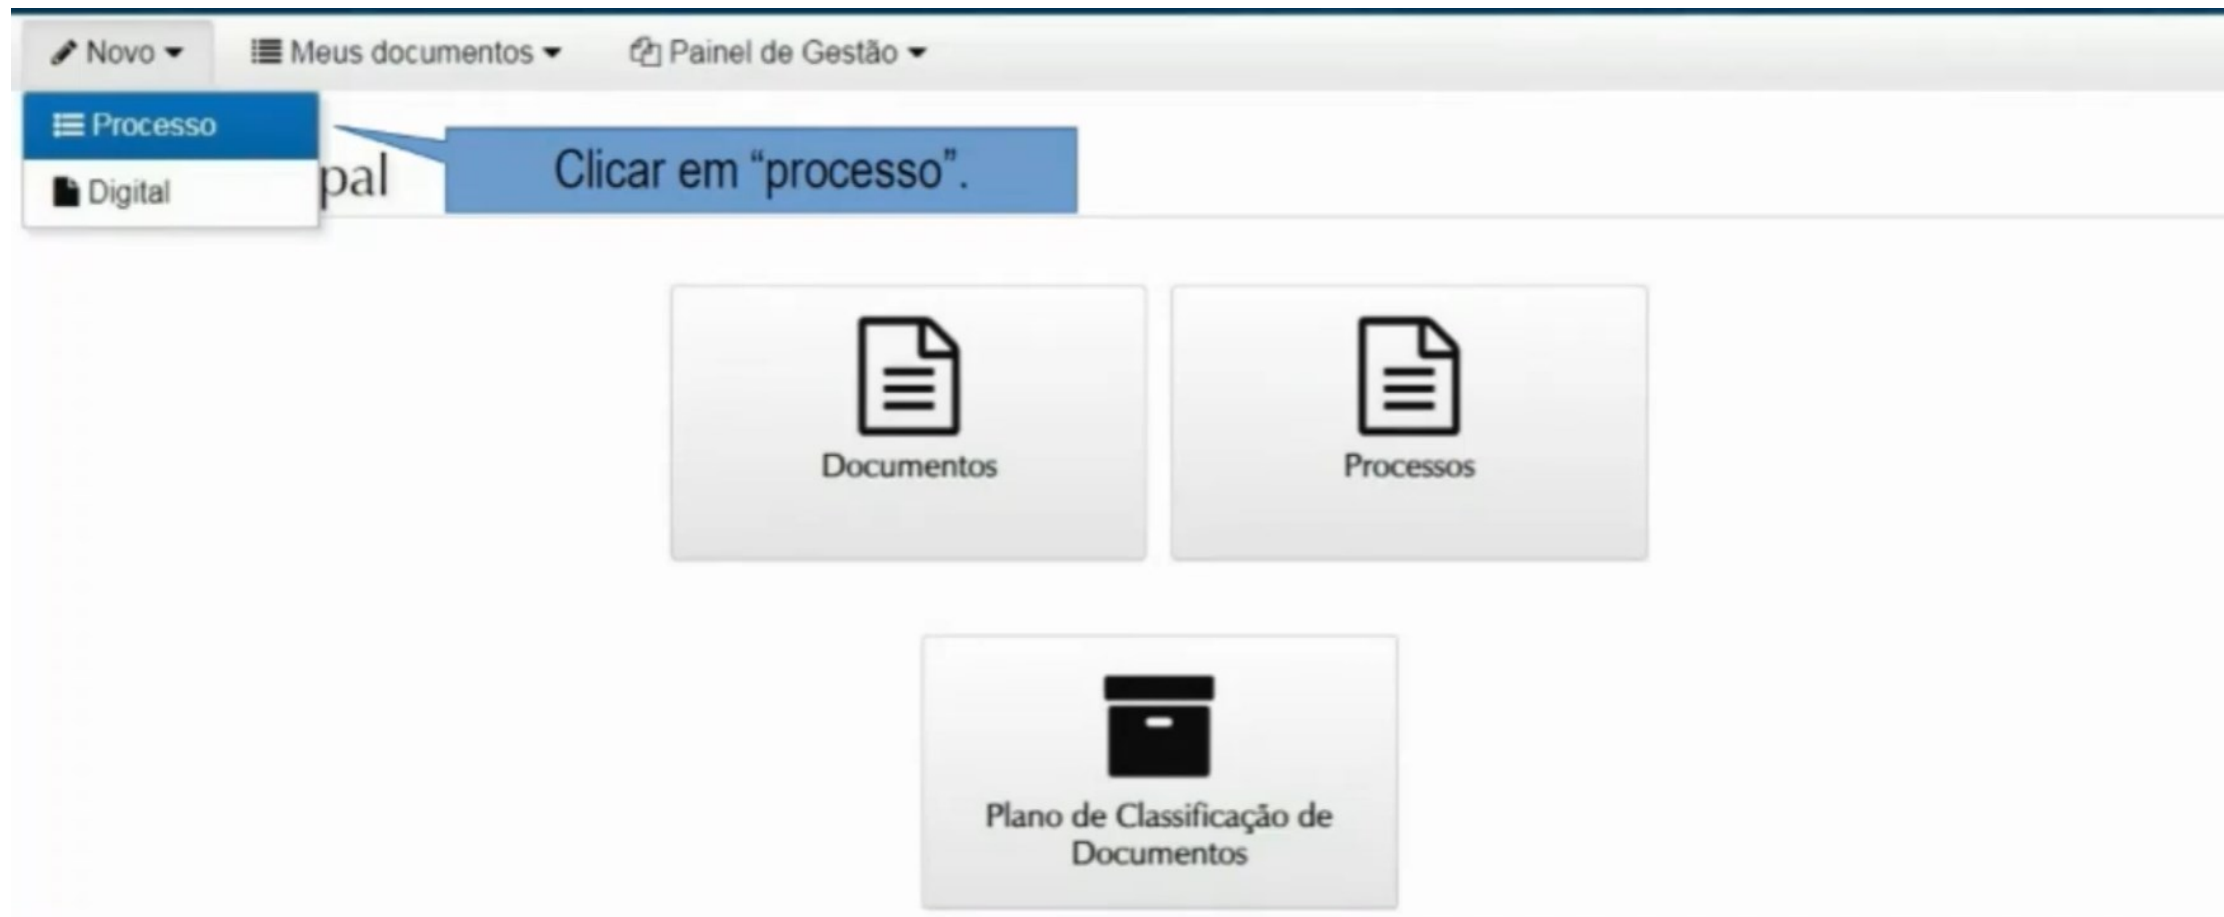 Novo
Meus documentos
Painel de Gestão
Processo
Digital
pal
Clicar em “processo”.
Documentos
Processos
Plano de Classificação de
Documentos